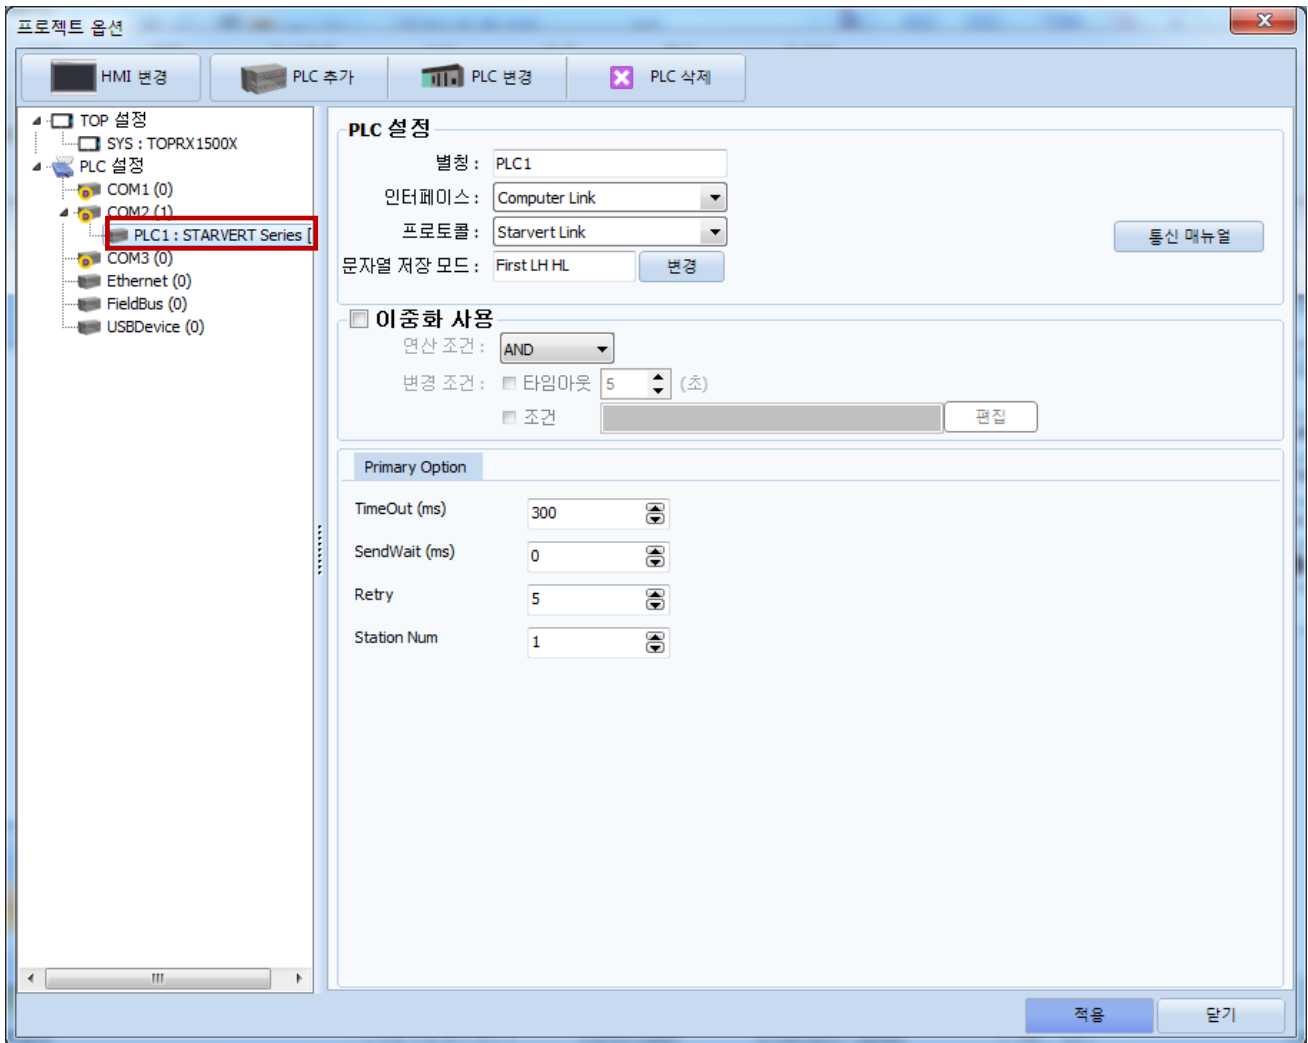 프로젝트 옵션
HMI 변경
PLC 추가
PLC 변경
PLC 삭제
TOP 설정
SYS : TOPRX1500X
PLC 설정
COM1 (0)
COM2 (1)
PLC1 : STARVERT Series [
COM3 (0)
Ethernet (0)
FieldBus (0)
USBDevice (0)
PLC 설정
별칭 : PLC1
인터페이스 : Computer Link
프로토콜 : Starvert Link
통신 매뉴얼
문자열 저장 모드 : First LH HL 변경
이중화 사용
연산 조건 : AND
변경 조건 : 타임아웃 5 (초)
조건 편집
Primary Option
TimeOut (ms) 300
SendWait (ms) 0
Retry 5
Station Num 1
적용 닫기